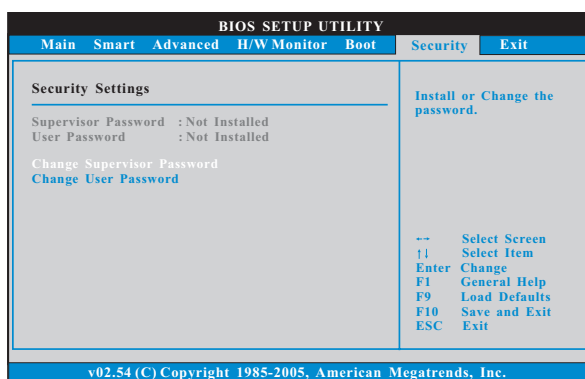 BIOS SETUP UTILITY
Main Smart Advanced H/W Monitor Boot Security Exit
Security Settings
Supervisor Password : Not Installed
User Password : Not Installed
Change Supervisor Password
Change User Password
Install or Change the
password.
←→ Select Screen
↑↓ Select Item
Enter Change
F1 General Help
F9 Load Defaults
F10 Save and Exit
ESC Exit
v02.54 (C) Copyright 1985-2005, American Megatrends, Inc.